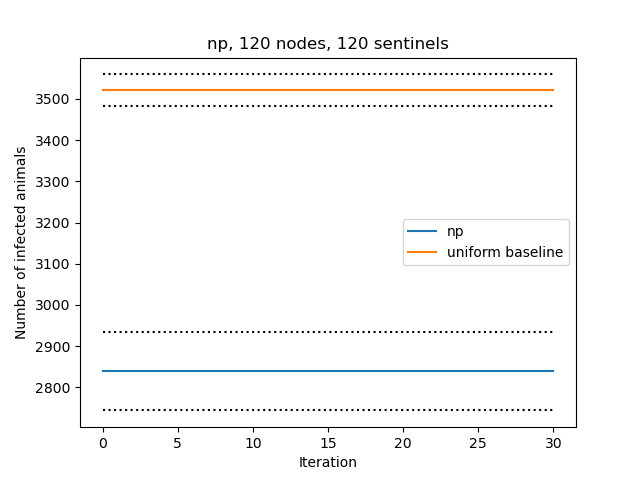 np, 120 nodes, 120 sentinels
3500
3400
3300
3200
3100
3000
2900
2800
Number of infected animals
np
uniform baseline
0 5 10 15 20 25 30
Iteration